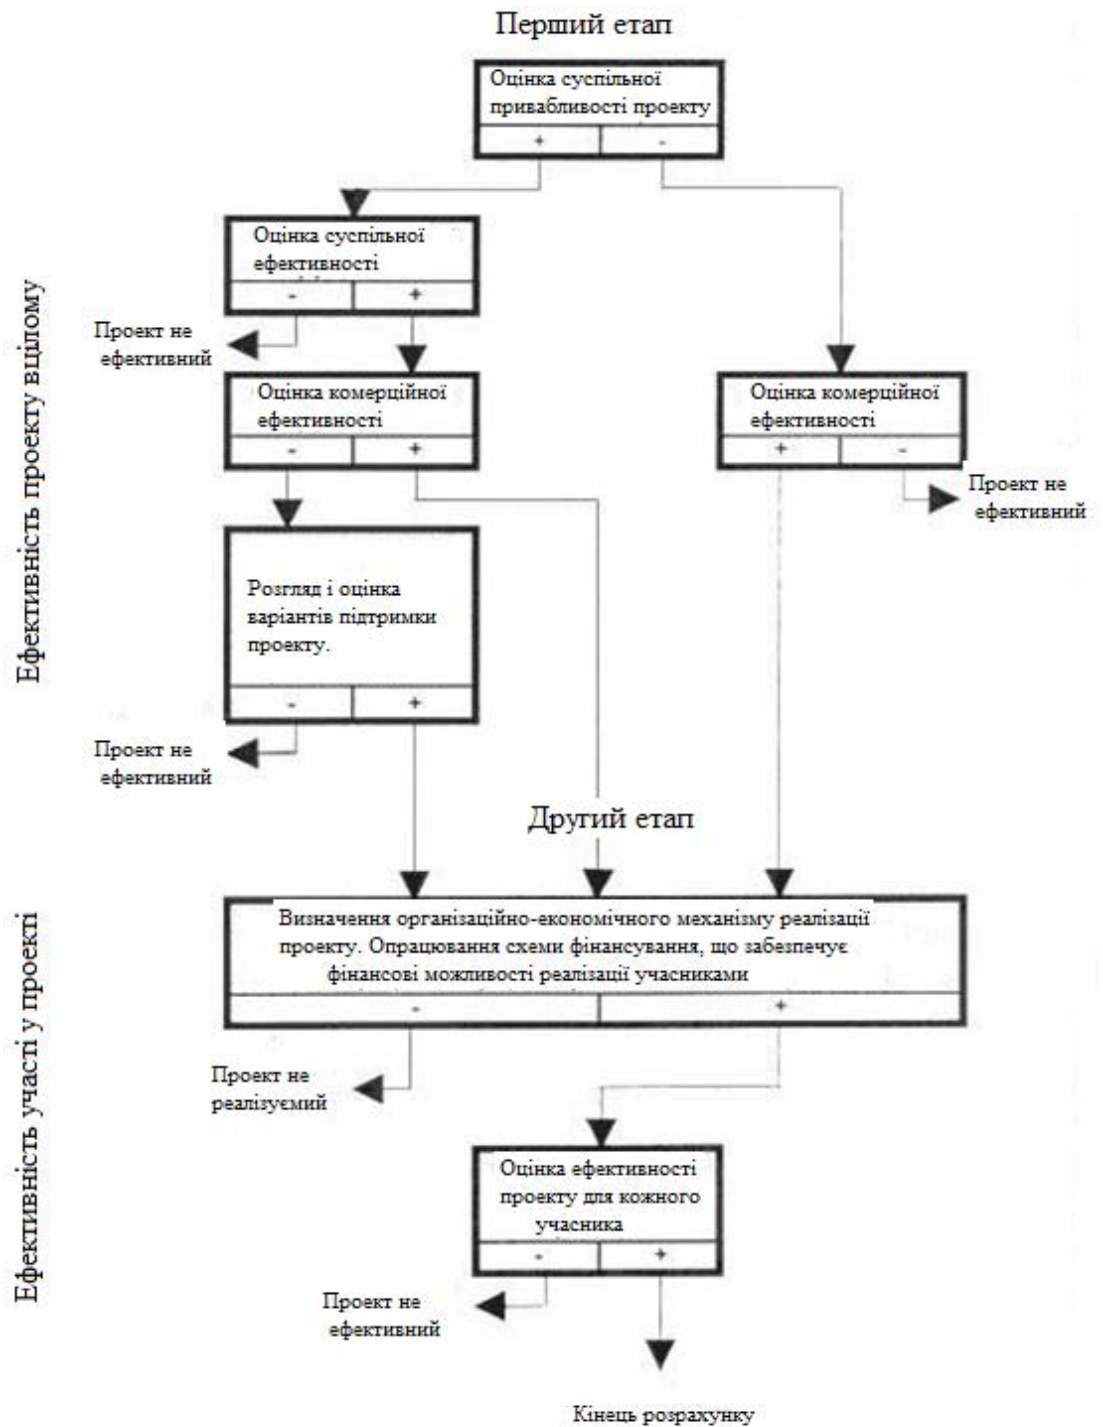 Перший етап
Оцінка суспільної
привабливості проекту
+ -
Оцінка суспільної
ефективності
- +
Проект не
ефективний
Оцінка комерційної
ефективності
- +
Оцінка комерційної
ефективності
+ -
Проект не
ефективний
Розгляд і оцінка
варіантів підтримки
проекту.
- +
Проект не
ефективний
Ефективність проекту вцілому
Другий етап
Визначення організаційно-економічного механізму реалізації
проекту. Опрацювання схеми фінансування, що забезпечує
фінансові можливості реалізації учасниками
- +
Проект не
реалізуємий
Оцінка ефективності
проекту для кожного
учасника
- +
Проект не
ефективний
Кінець розрахунку
Ефективність участі у проекті